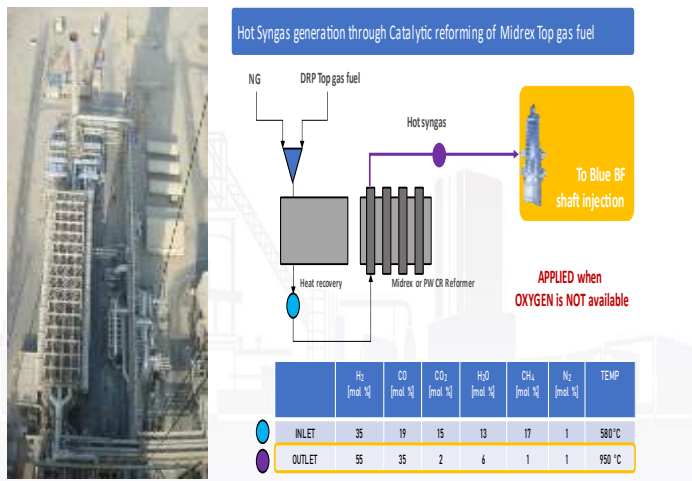 Hot Syngas generation through Catalytic reforming of Midrex Top gas fuel
NG
DRP Top gas fuel
Hot syngas
To Blue BF
shaft injection
Heat recovery
Midrex or PW CR Reformer
APPLIED when
OXYGEN is NOT available
H₂ CO CO₂ H₂O CH₄ N₂ TEMP
[mol %] [mol %] [mol %] [mol %] [mol %] [mol %]
INLET 35 19 15 13 17 1 580°C
OUTLET 55 35 2 6 1 1 950 °C